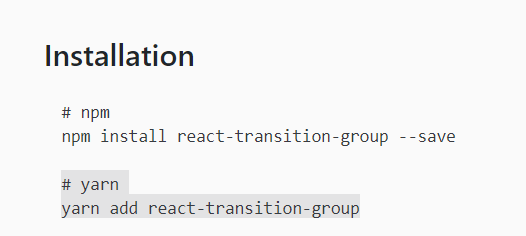 Installation
# npm
npm install react-transition-group --save
# yarn
yarn add react-transition-group